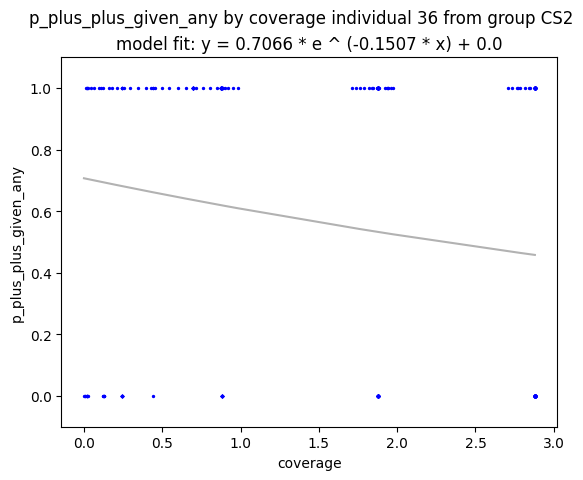 p_plus_plus_given_any by coverage individual 36 from group CS2
model fit: y = 0.7066 * e ^ (-0.1507 * x) + 0.0
1.0
0.8
0.6
0.4
0.2
0.0
p_plus_plus_given_any
0.0 0.5 1.0 1.5 2.0 2.5 3.0
coverage